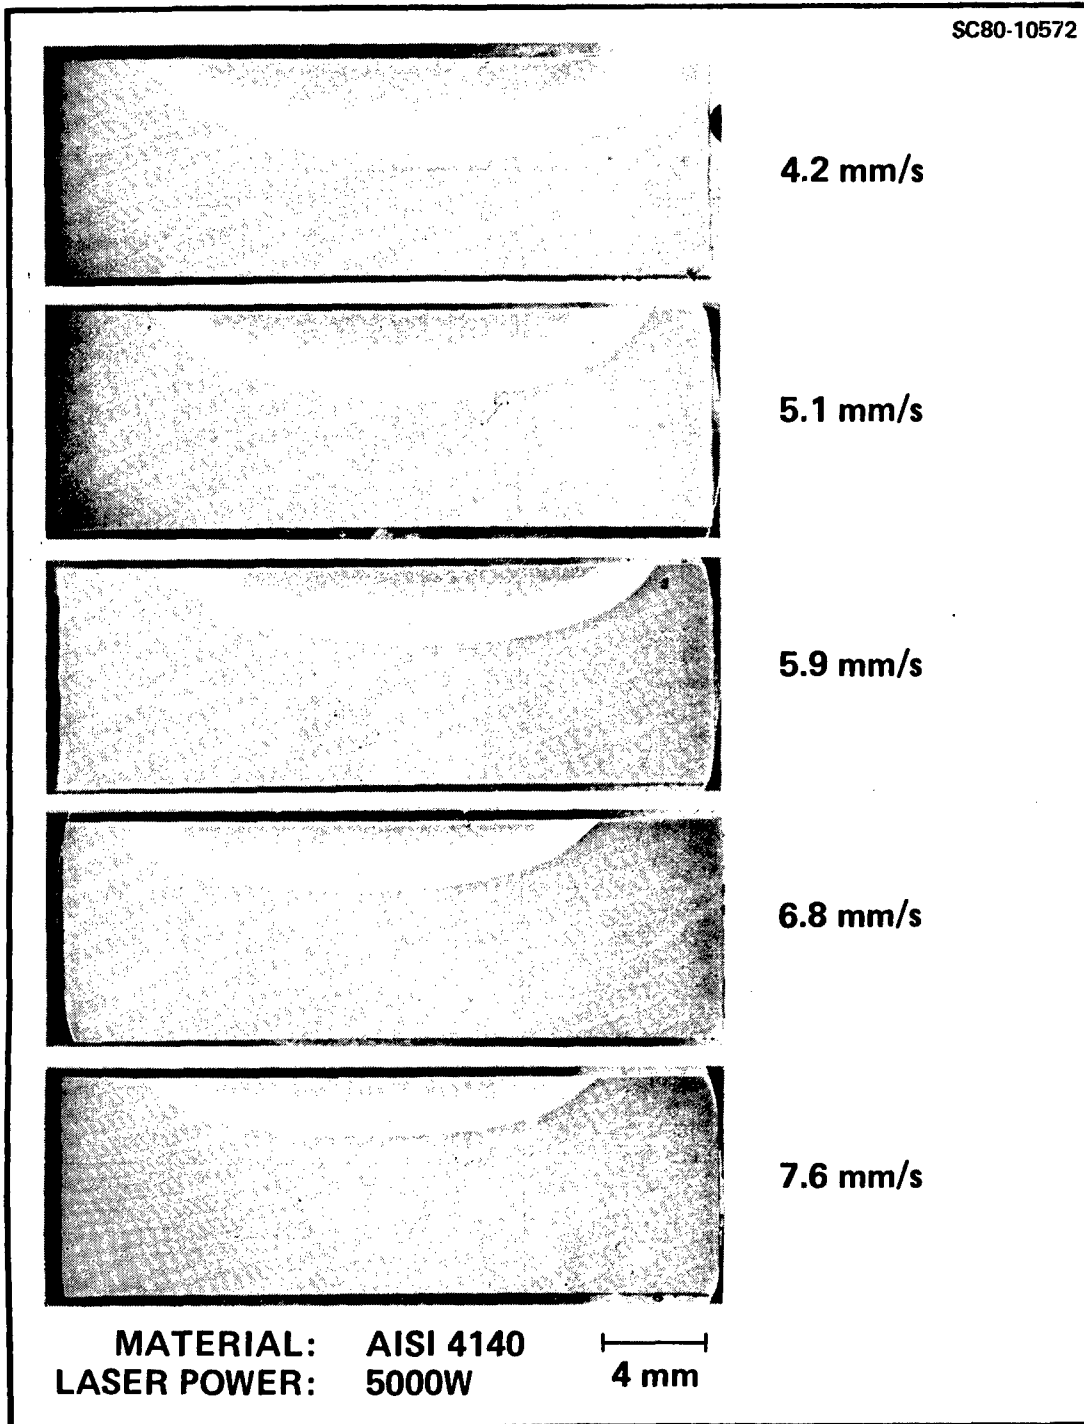 SC80-10572
4.2 mm/s
5.1 mm/s
5.9 mm/s
6.8 mm/s
7.6 mm/s
MATERIAL: AISI 4140
LASER POWER: 5000W
4 mm